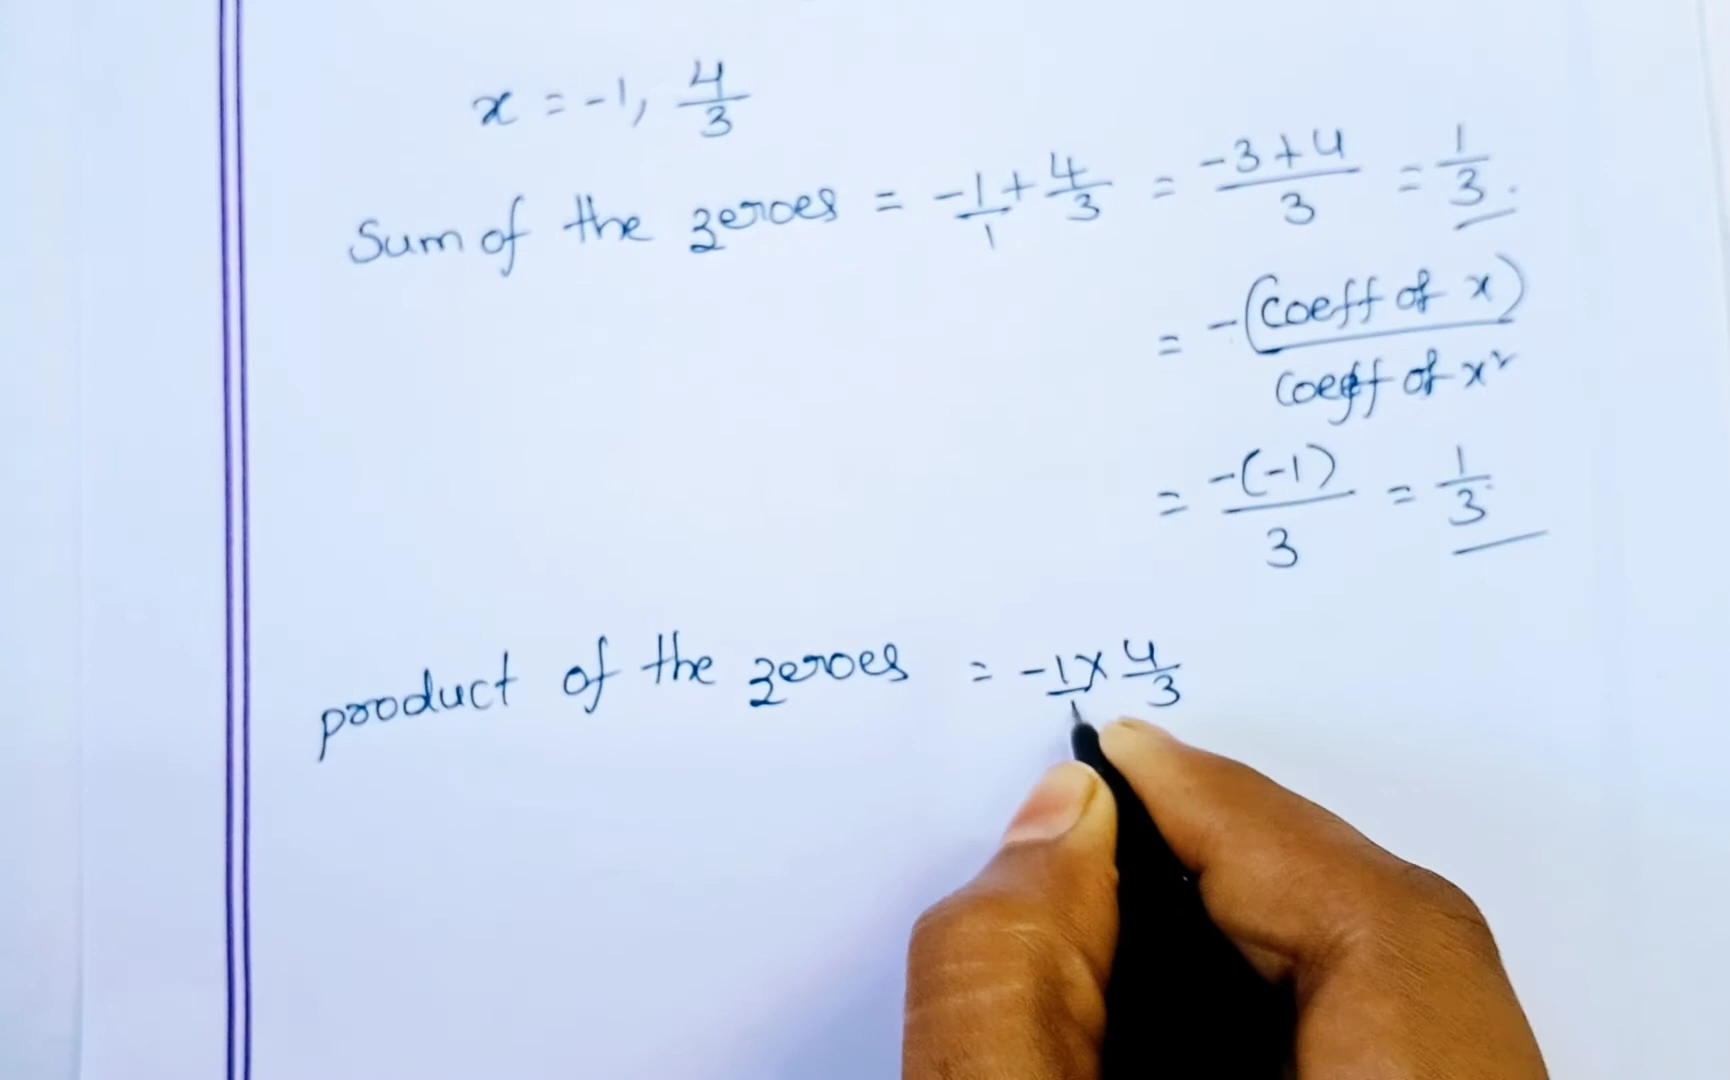 x = -1, 4/3
Sum of the zeroes = -1/1 + 4/3 = -3+4/3 = 1/3.
= -(coeff of x)/coeff of x²
= -(-1)/3 = 1/3
product of the zeroes = -1/1 x 4/3